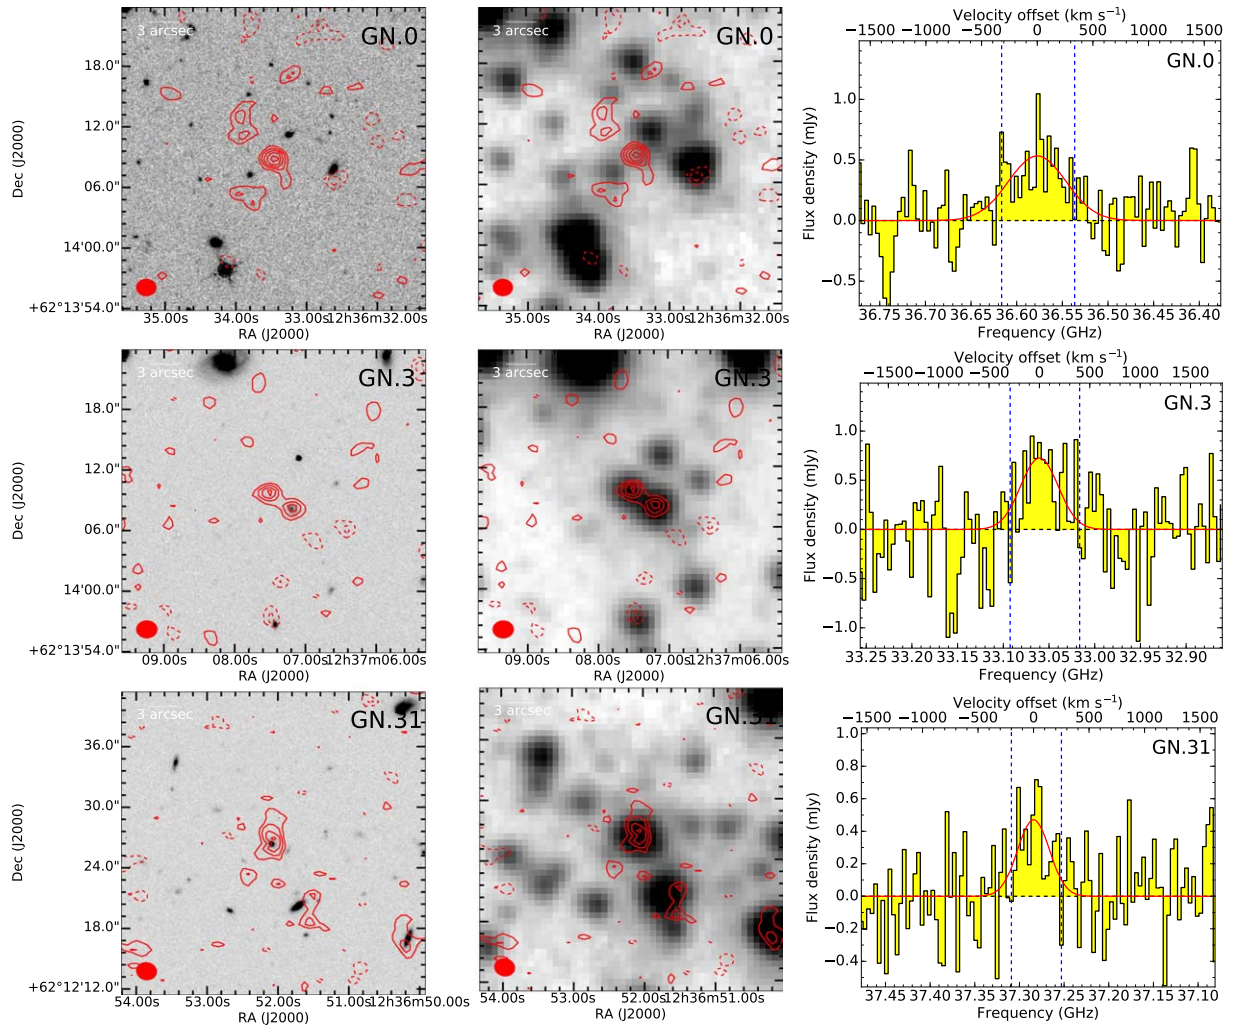 3 arcsec
GN.0
18.0"
12.0"
06.0"
14'00.0"
+62°13'54.0"
Dec (J2000)
35.00s 34.00s 33.00s 12h36m32.00s
RA (J2000)
3 arcsec
GN.0
35.00s 34.00s 33.00s 12h36m32.00s
RA (J2000)
Velocity offset (km s⁻¹)
−1500 −1000 −500 0 500 1000 1500
GN.0
1.0
0.5
0.0
−0.5
Flux density (mJy)
36.75 36.70 36.65 36.60 36.55 36.50 36.45 36.40
Frequency (GHz)
3 arcsec
GN.3
18.0"
12.0"
06.0"
14'00.0"
+62°13'54.0"
Dec (J2000)
09.00s 08.00s 07.00s 12h37m06.00s
RA (J2000)
3 arcsec
GN.3
09.00s 08.00s 07.00s 12h37m06.00s
RA (J2000)
Velocity offset (km s⁻¹)
−1500 −1000 −500 0 500 1000 1500
GN.3
1.0
0.5
0.0
−0.5
−1.0
Flux density (mJy)
33.25 33.20 33.15 33.10 33.05 33.00 32.95 32.90
Frequency (GHz)
3 arcsec
GN.31
36.0"
30.0"
24.0"
18.0"
+62°12'12.0"
Dec (J2000)
54.00s 53.00s 52.00s 51.00s 12h36m50.00s
RA (J2000)
3 arcsec
GN.31
54.00s 53.00s 52.00s 12h36m51.00s
RA (J2000)
Velocity offset (km s⁻¹)
−1500 −1000 −500 0 500 1000 1500
GN.31
1.0
0.8
0.6
0.4
0.2
0.0
−0.2
−0.4
Flux density (mJy)
37.45 37.40 37.35 37.30 37.25 37.20 37.15 37.10
Frequency (GHz)